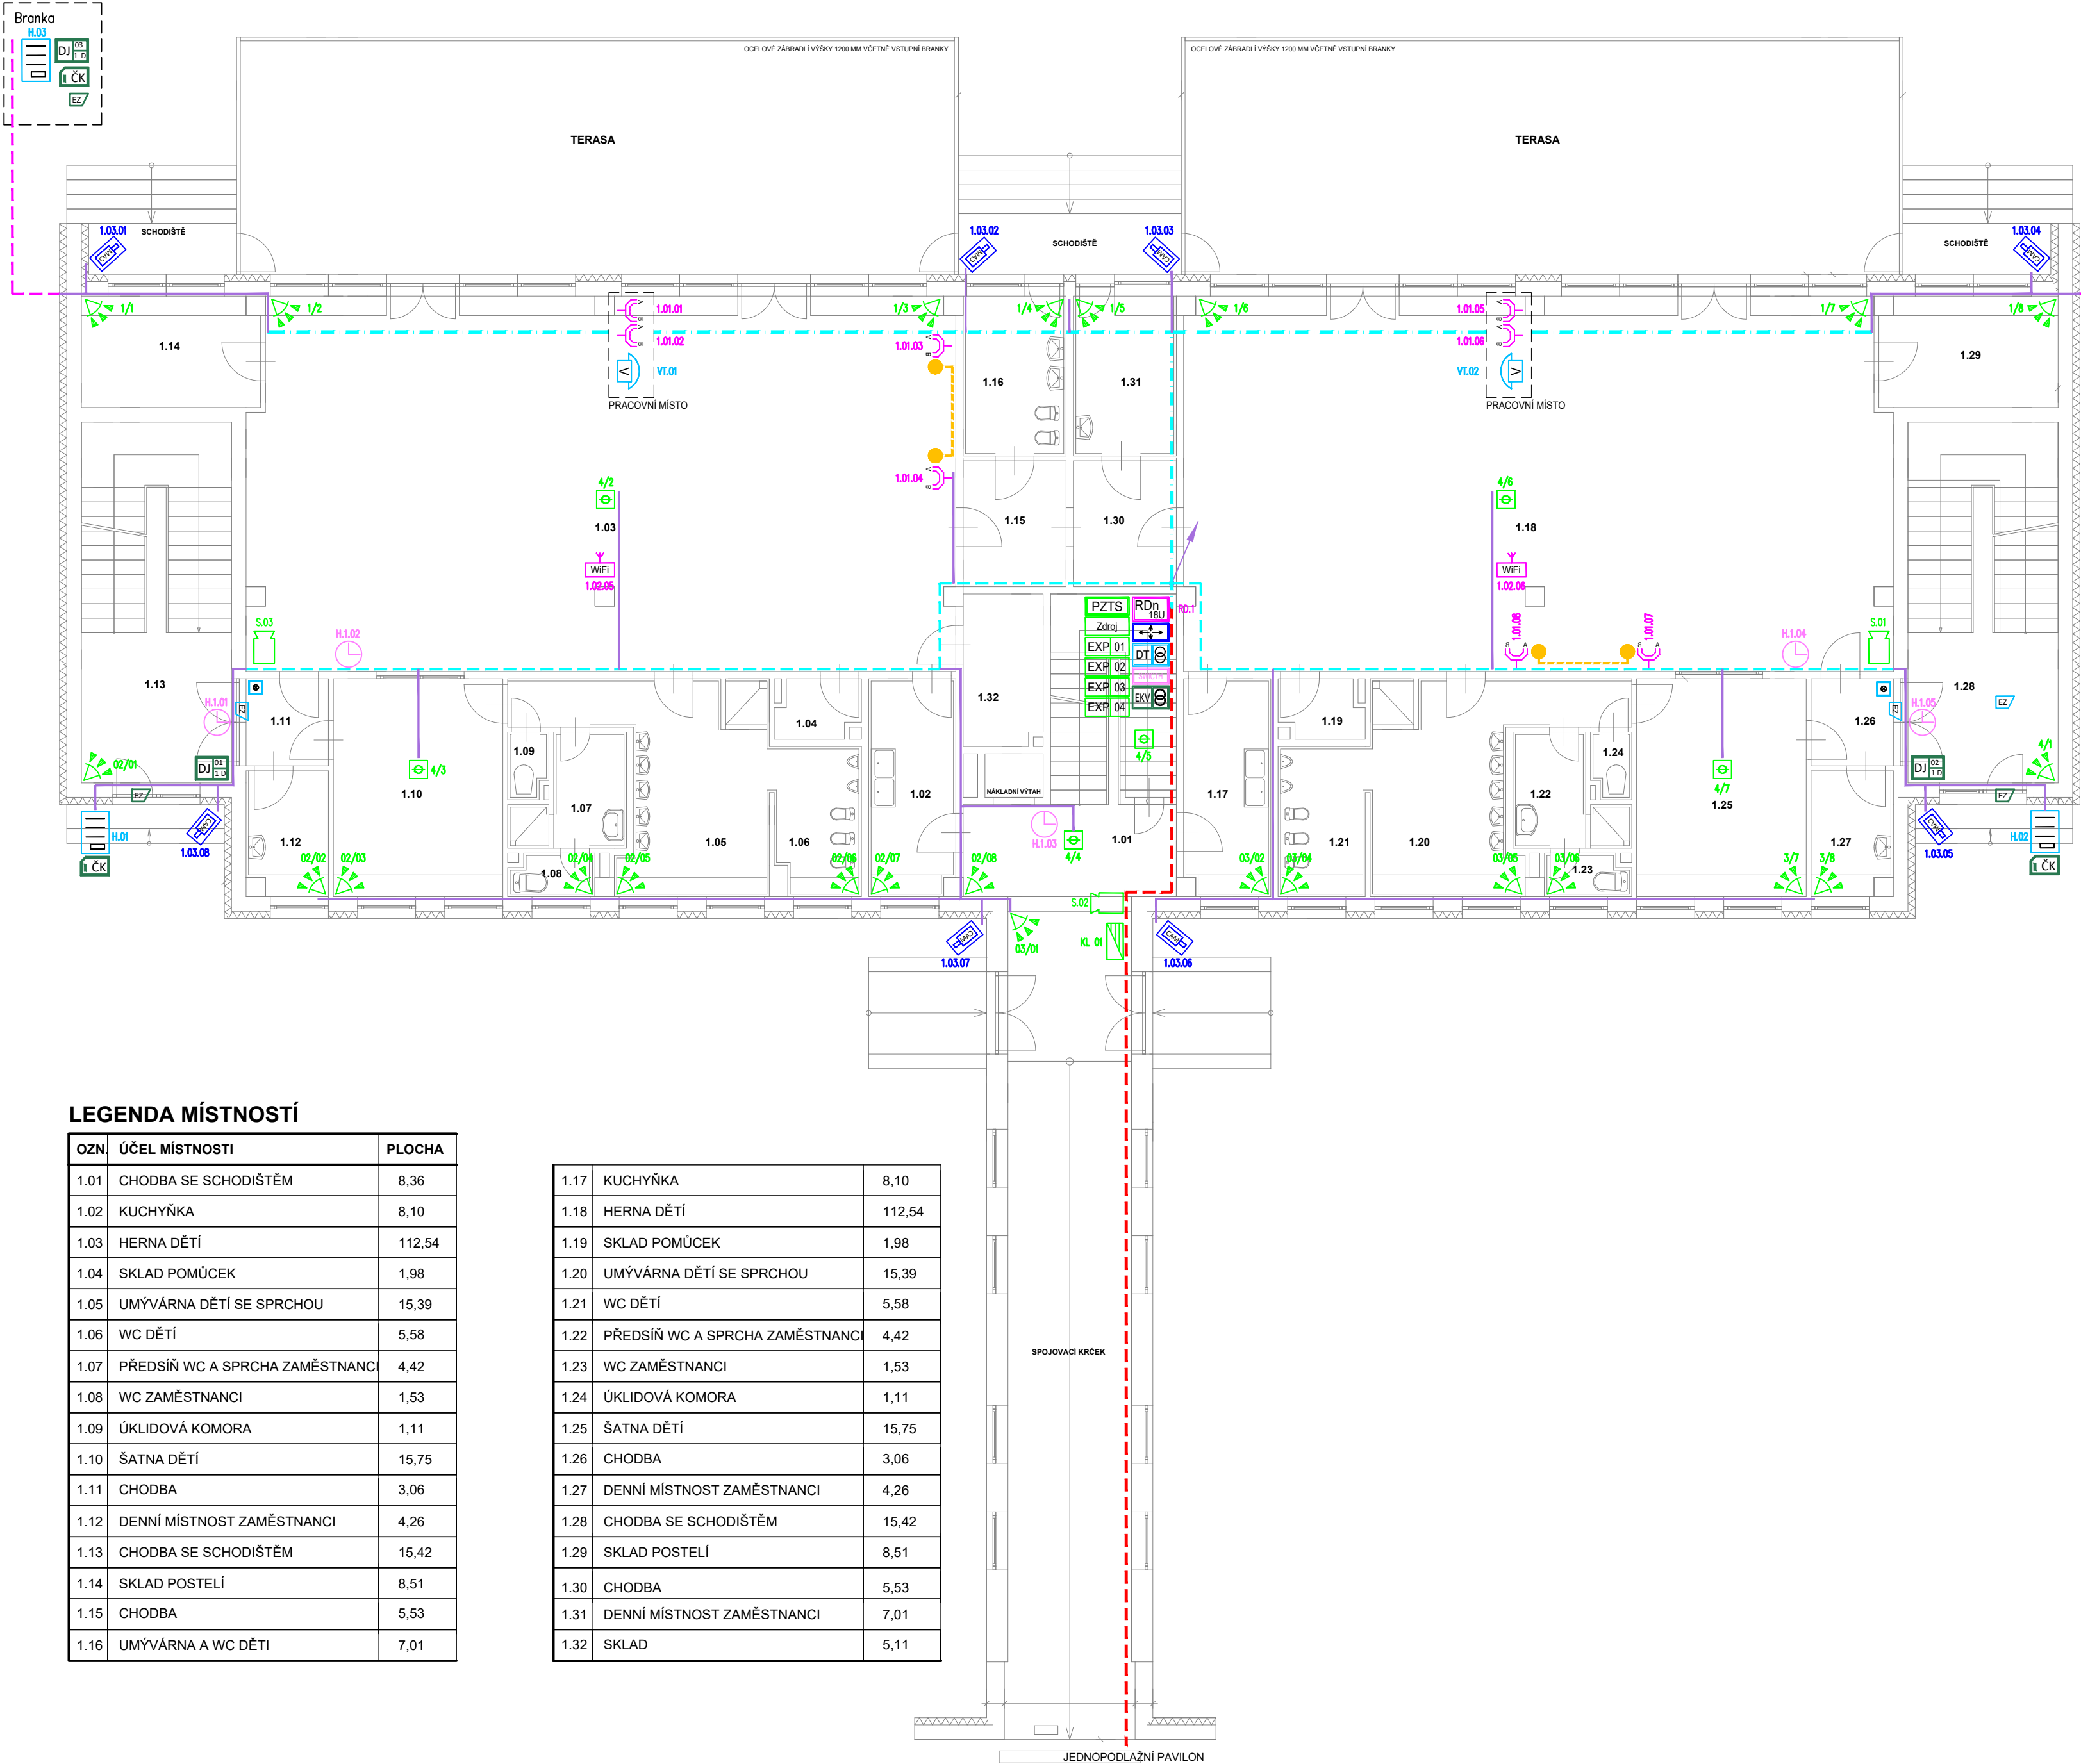 Branka
H.03
DJ 03 1 D
ČK
EZ
OCELOVÉ ZÁBRADLÍ VÝŠKY 1200 MM VČETNĚ VSTUPNÍ BRANKY
OCELOVÉ ZÁBRADLÍ VÝŠKY 1200 MM VČETNĚ VSTUPNÍ BRANKY
TERASA
TERASA
1.03.01
SCHODIŠTĚ
1.03.02
SCHODIŠTĚ
1.03.03
SCHODIŠTĚ
1.03.04
CAM
CAM
CAM
CAM
1/1
1/2
1/3
1/4
1/5
1/6
1/7
1/8
1.01.01
1.01.02
1.01.03
1.01.05
1.01.06
VT.01
VT.02
V
V
PRACOVNÍ MÍSTO
PRACOVNÍ MÍSTO
1.14
1.16
1.31
1.29
1.01.04
4/2
1.03
WiFi
1.02.05
1.15
1.30
4/6
1.18
WiFi
1.02.06
1.01.08
1.01.07
S.03
H.1.02
PZTS
RDn 18U
RD.1
Zdroj
EXP 01
EXP 02
EXP 03
EXP 04
DT
EKV
H.1.04
S.01
1.13
H.1.01
EZ
1.11
1.04
1.32
1.19
1.26
EZ
H.1.05
1.28
EZ
02/01
DJ 01 1 D
EZ
4/3
1.10
1.09
1.07
1.02
NÁKLADNÍ VÝTAH
4/5
1.17
1.22
1.24
4/7
1.25
DJ 02 1 D
4/1
EZ
H.01
ČK
CAM
1.03.08
1.12
1.05
1.06
1.08
H.1.03
4/4
1.01
1.21
1.20
1.23
1.27
CAM
1.03.05
H.02
ČK
02/02
02/03
02/04
02/05
02/06
02/07
02/08
03/02
03/04
03/05
03/06
3/7
3/8
S.02
03/01
KL 01
CAM
1.03.07
CAM
1.03.06
LEGENDA MÍSTNOSTÍ
OZN. ÚČEL MÍSTNOSTI PLOCHA
1.01 CHODBA SE SCHODIŠTĚM 8,36
1.02 KUCHYŇKA 8,10
1.03 HERNA DĚTÍ 112,54
1.04 SKLAD POMŮCEK 1,98
1.05 UMÝVÁRNA DĚTÍ SE SPRCHOU 15,39
1.06 WC DĚTÍ 5,58
1.07 PŘEDSÍŇ WC A SPRCHA ZAMĚSTNANCI 4,42
1.08 WC ZAMĚSTNANCI 1,53
1.09 ÚKLIDOVÁ KOMORA 1,11
1.10 ŠATNA DĚTÍ 15,75
1.11 CHODBA 3,06
1.12 DENNÍ MÍSTNOST ZAMĚSTNANCI 4,26
1.13 CHODBA SE SCHODIŠTĚM 15,42
1.14 SKLAD POSTELÍ 8,51
1.15 CHODBA 5,53
1.16 UMÝVÁRNA A WC DĚTI 7,01
1.17 KUCHYŇKA 8,10
1.18 HERNA DĚTÍ 112,54
1.19 SKLAD POMŮCEK 1,98
1.20 UMÝVÁRNA DĚTÍ SE SPRCHOU 15,39
1.21 WC DĚTÍ 5,58
1.22 PŘEDSÍŇ WC A SPRCHA ZAMĚSTNANCI 4,42
1.23 WC ZAMĚSTNANCI 1,53
1.24 ÚKLIDOVÁ KOMORA 1,11
1.25 ŠATNA DĚTÍ 15,75
1.26 CHODBA 3,06
1.27 DENNÍ MÍSTNOST ZAMĚSTNANCI 4,26
1.28 CHODBA SE SCHODIŠTĚM 15,42
1.29 SKLAD POSTELÍ 8,51
1.30 CHODBA 5,53
1.31 DENNÍ MÍSTNOST ZAMĚSTNANCI 7,01
1.32 SKLAD 5,11
SPOJOVACÍ KRČEK
JEDNOPODLAŽNÍ PAVILON